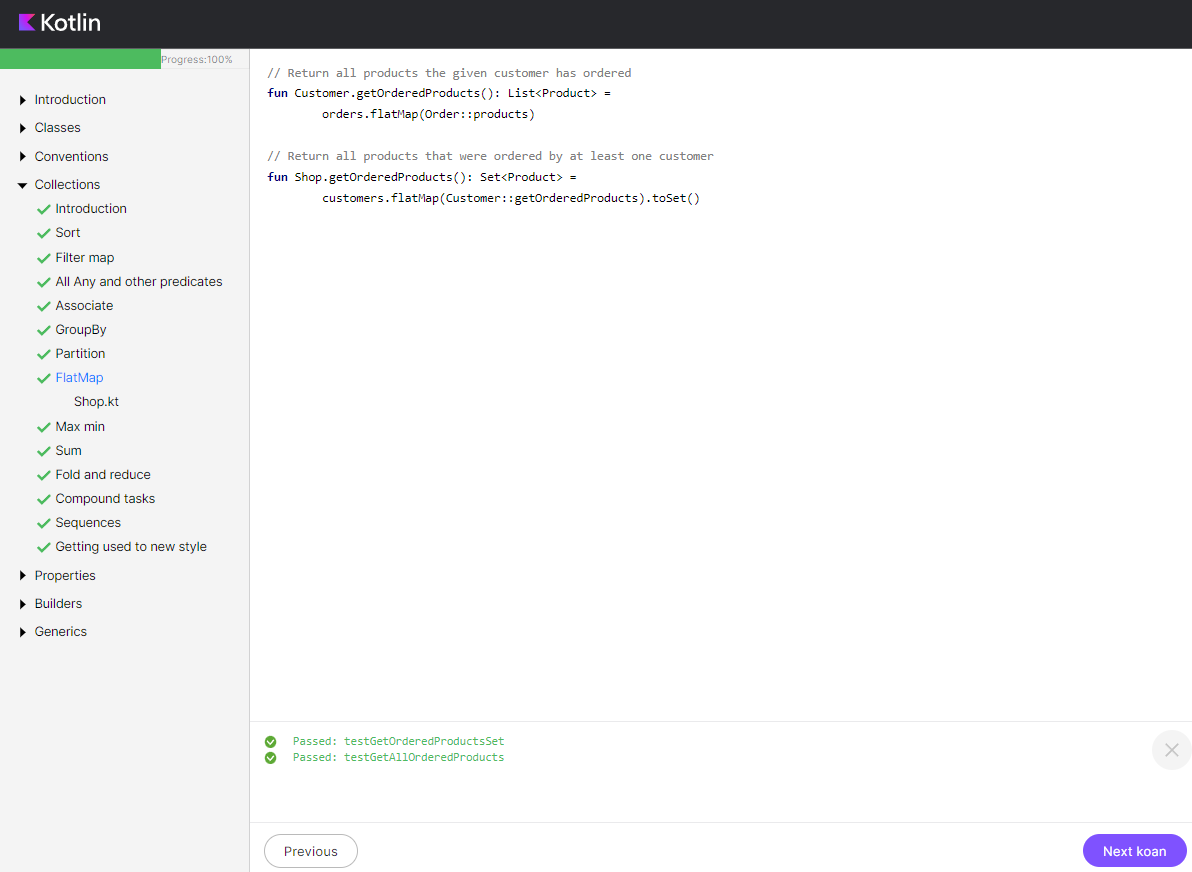 Kotlin
Progress:100%
Introduction
Classes
Conventions
Collections
Introduction
Sort
Filter map
All Any and other predicates
Associate
GroupBy
Partition
FlatMap
Shop.kt
Max min
Sum
Fold and reduce
Compound tasks
Sequences
Getting used to new style
Properties
Builders
Generics
// Return all products the given customer has ordered
fun Customer.getOrderedProducts(): List<Product> =
orders.flatMap(Order::products)
// Return all products that were ordered by at least one customer
fun Shop.getOrderedProducts(): Set<Product> =
customers.flatMap(Customer::getOrderedProducts).toSet()
Passed: testGetOrderedProductsSet
Passed: testGetAllOrderedProducts
Previous
Next koan